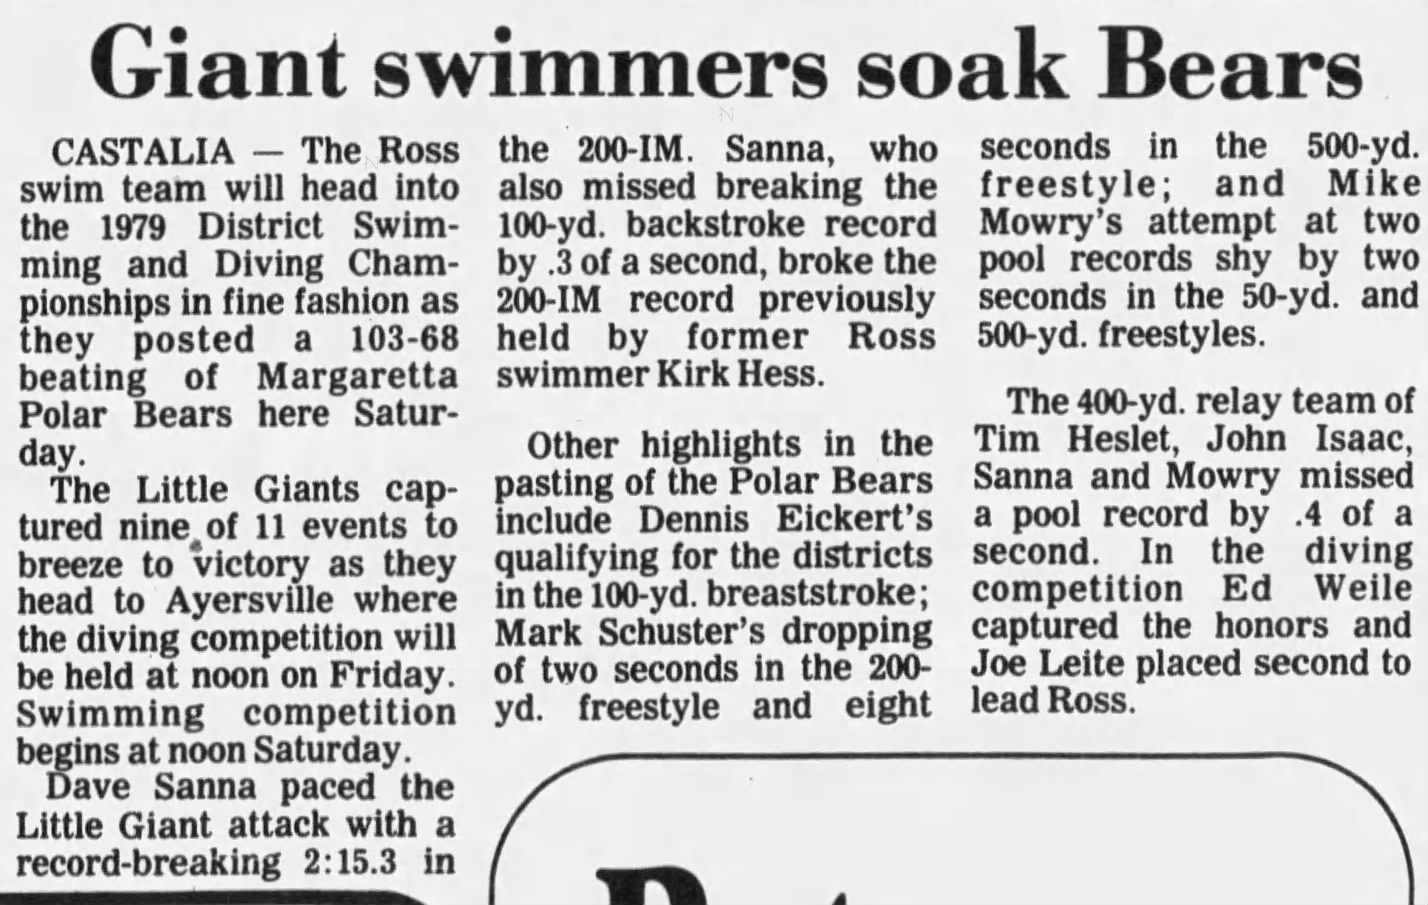 Giant swimmers soak Bears
CASTALIA — The Ross
swim team will head into
the 1979 District Swim-
ming and Diving Cham-
pionships in fine fashion as
they posted a 103-68
beating of Margaretta
Polar Bears here Satur-
day.
The Little Giants cap-
tured nine of 11 events to
breeze to victory as they
head to Ayersville where
the diving competition will
be held at noon on Friday.
Swimming competition
begins at noon Saturday.
Dave Sanna paced the
Little Giant attack with a
record-breaking 2:15.3 in
the 200-IM. Sanna, who
also missed breaking the
100-yd. backstroke record
by .3 of a second, broke the
200-IM record previously
held by former Ross
swimmer Kirk Hess.
Other highlights in the
pasting of the Polar Bears
include Dennis Eickert's
qualifying for the districts
in the 100-yd. breaststroke;
Mark Schuster's dropping
of two seconds in the 200-
yd. freestyle and eight
seconds in the 500-yd.
freestyle; and Mike
Mowry's attempt at two
pool records shy by two
seconds in the 50-yd. and
500-yd. freestyles.
The 400-yd. relay team of
Tim Heslet, John Isaac,
Sanna and Mowry missed
a pool record by .4 of a
second. In the diving
competition Ed Weile
captured the honors and
Joe Leite placed second to
lead Ross.